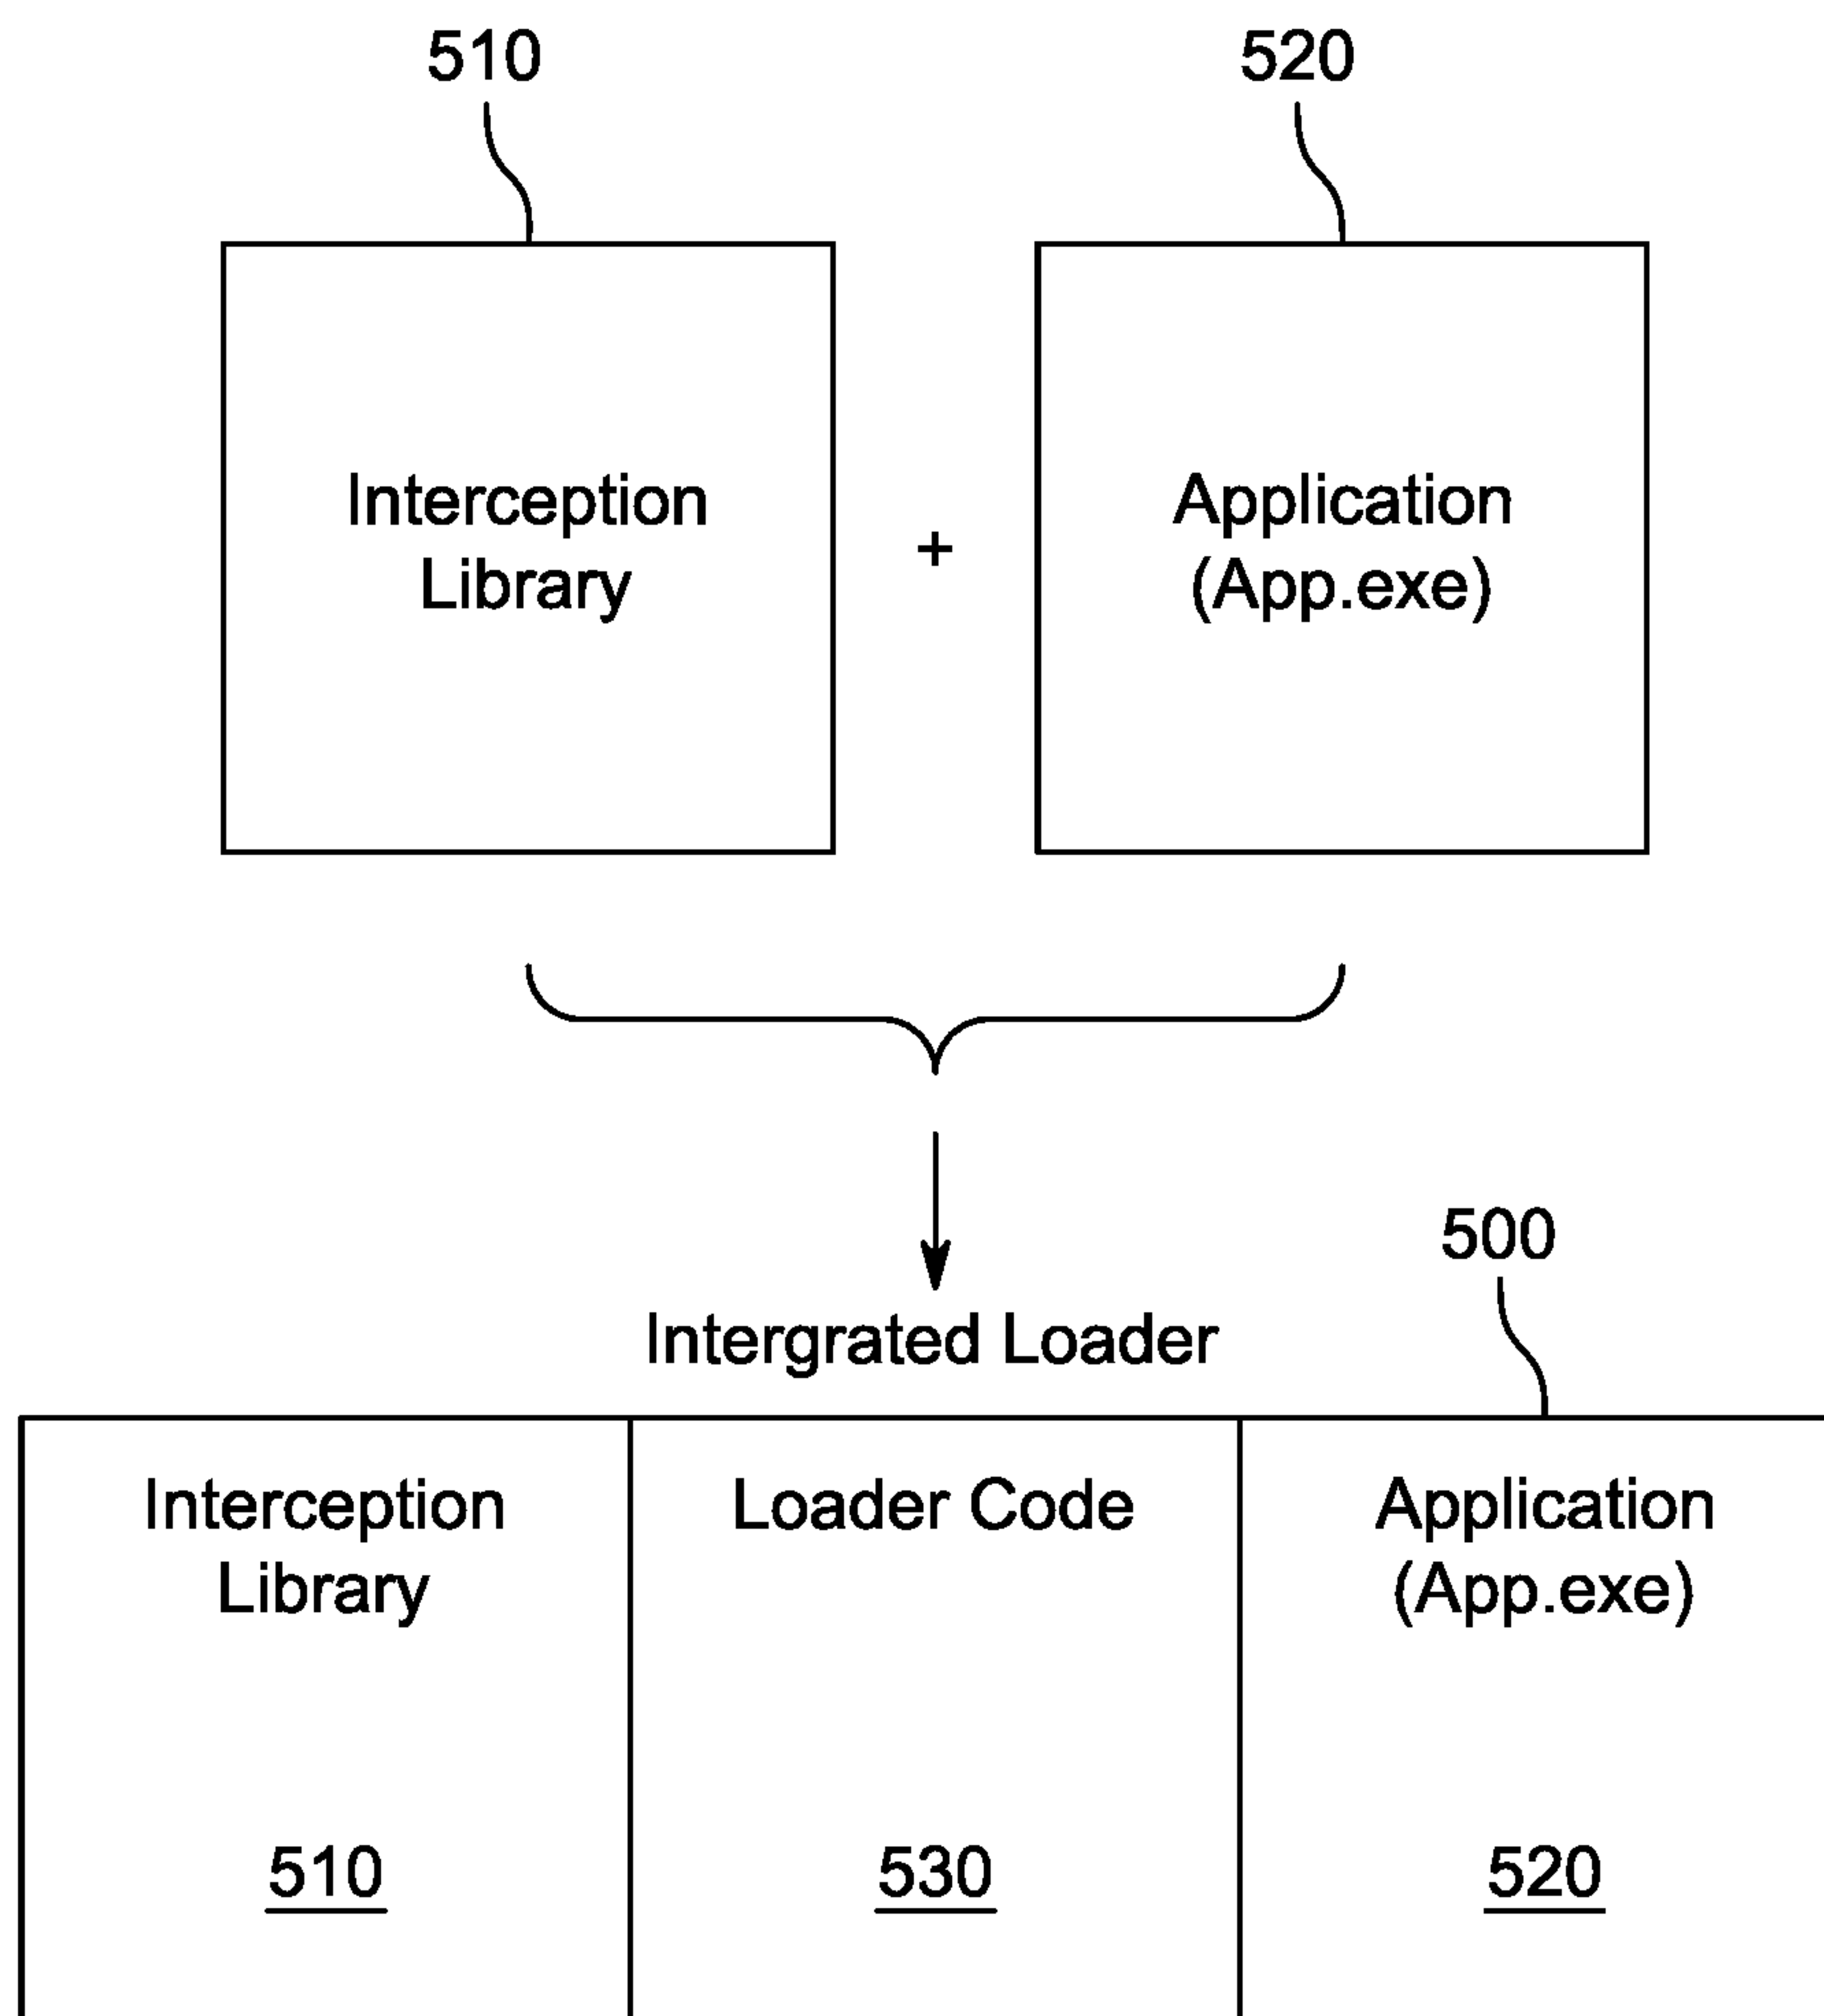 510
520
Interception
Library
+
Application
(App.exe)
500
Intergrated Loader
Interception
Library
Loader Code
Application
(App.exe)
510
530
520